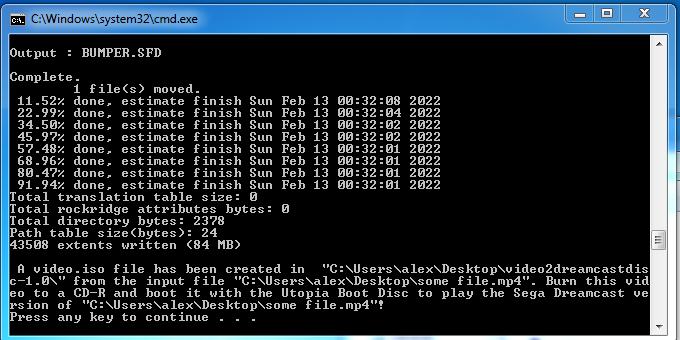 C:\Windows\system32\cmd.exe
Output : BUMPER.SFD
Complete.
1 file(s) moved.
11.52% done, estimate finish Sun Feb 13 00:32:08 2022
22.99% done, estimate finish Sun Feb 13 00:32:04 2022
34.50% done, estimate finish Sun Feb 13 00:32:02 2022
45.97% done, estimate finish Sun Feb 13 00:32:02 2022
57.48% done, estimate finish Sun Feb 13 00:32:01 2022
68.96% done, estimate finish Sun Feb 13 00:32:01 2022
80.47% done, estimate finish Sun Feb 13 00:32:01 2022
91.94% done, estimate finish Sun Feb 13 00:32:01 2022
Total translation table size: 0
Total rockridge attributes bytes: 0
Total directory bytes: 2378
Path table size(bytes): 24
43508 extents written (84 MB)
A video.iso file has been created in  "C:\Users\alex\Desktop\video2dreamcastdis
c-1.0\" from the input file "C:\Users\alex\Desktop\some file.mp4". Burn this vid
eo to a CD-R and boot it with the Utopia Boot Disc to play the Sega Dreamcast ve
rsion of "C:\Users\alex\Desktop\some file.mp4"!
Press any key to continue . . .